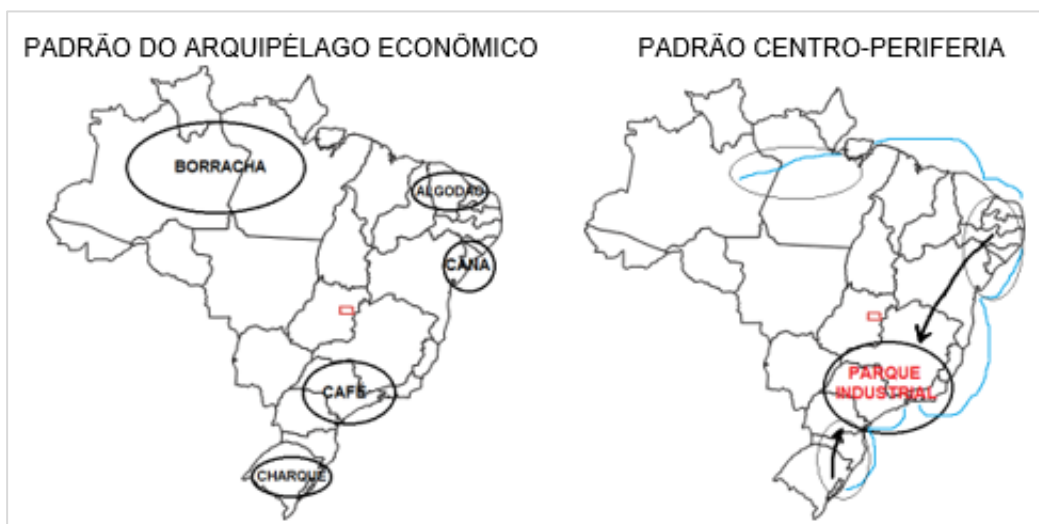 PADRÃO DO ARQUIPÉLAGO ECONÔMICO
BORRACHA
ALGODÃO
CANA
CAFÉ
CHARQUE
PADRÃO CENTRO-PERIFERIA
PARQUE
INDUSTRIAL